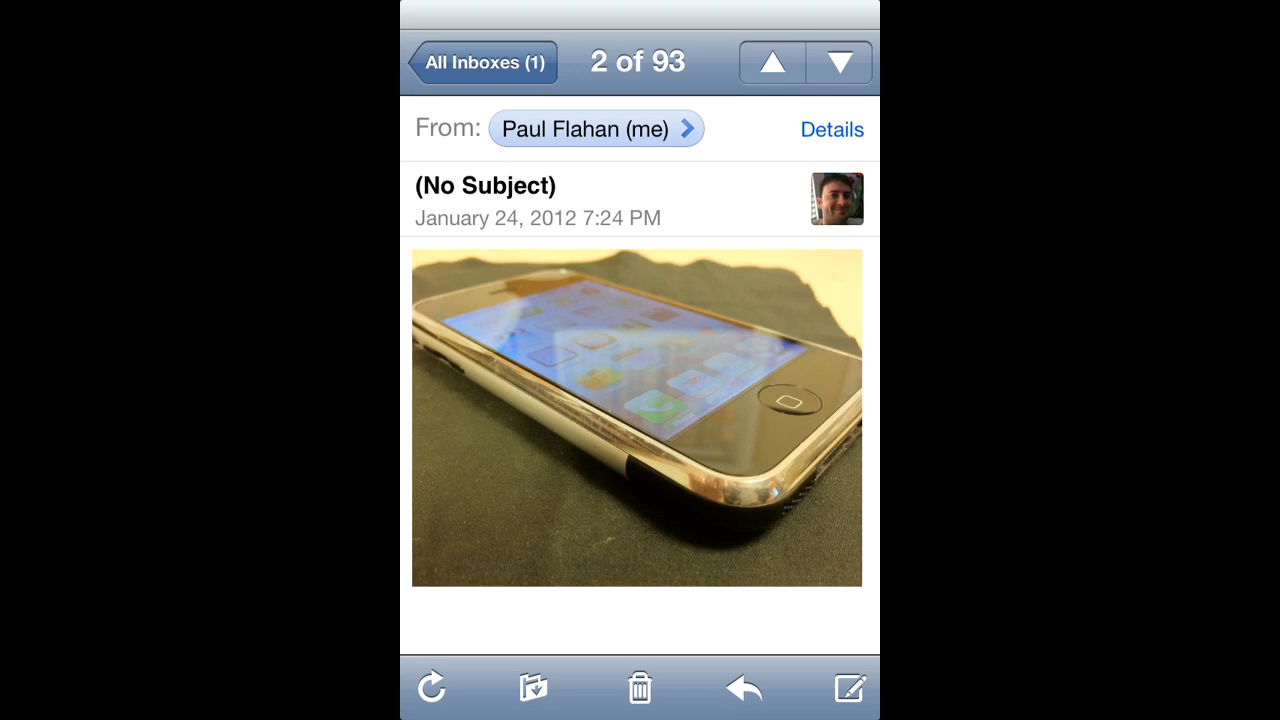 All Inboxes (1)
2 of 93
From: Paul Flahan (me)
Details
(No Subject)
January 24, 2012 7:24 PM